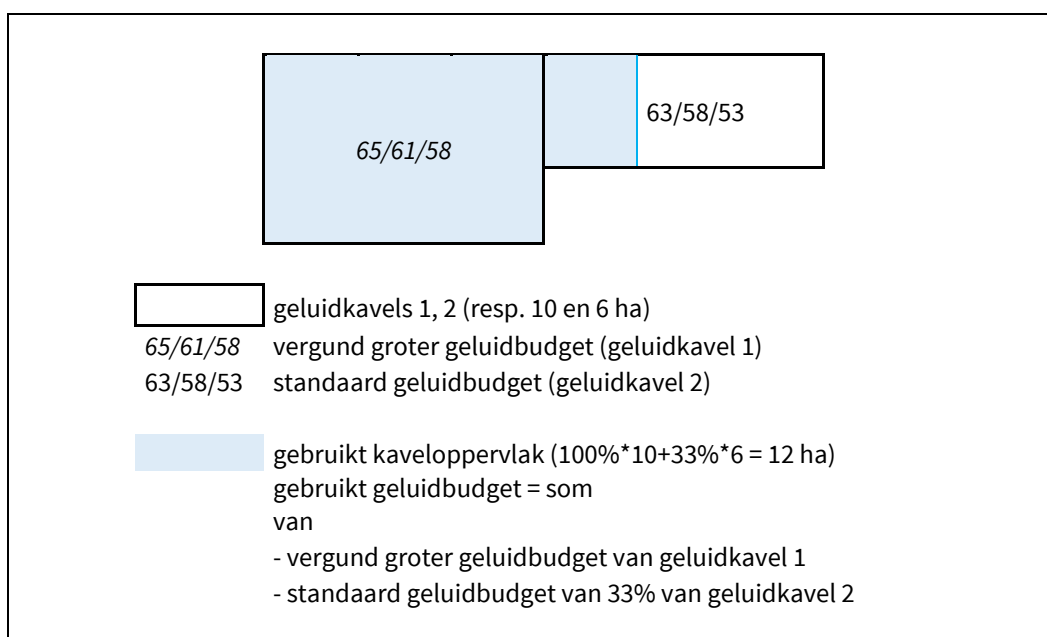 63/58/53
65/61/58
geluidkavels 1, 2 (resp. 10 en 6 ha)
65/61/58 vergund groter geluidbudget (geluidkavel 1)
63/58/53 standaard geluidbudget (geluidkavel 2)
gebruikt kaveloppervlak (100%*10+33%*6 = 12 ha)
gebruikt geluidbudget = som
van
- vergund groter geluidbudget van geluidkavel 1
- standaard geluidbudget van 33% van geluidkavel 2